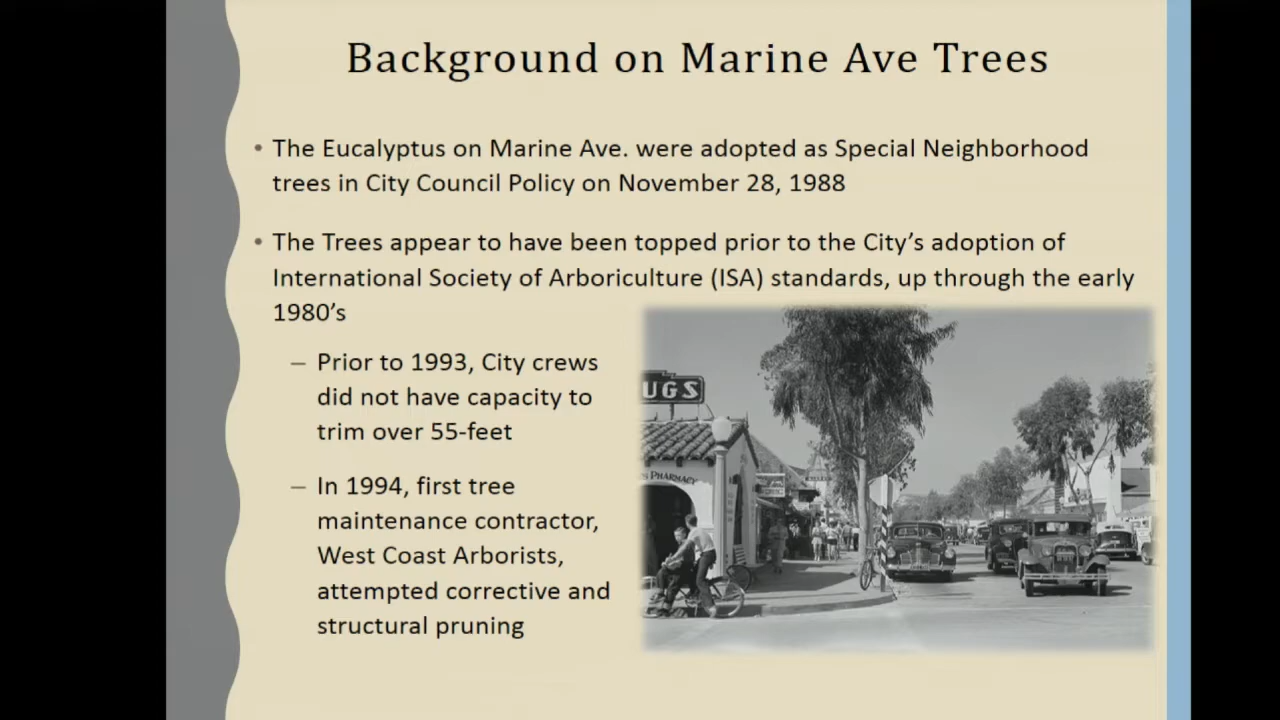 Background on Marine Ave Trees
• The Eucalyptus on Marine Ave. were adopted as Special Neighborhood
trees in City Council Policy on November 28, 1988
• The Trees appear to have been topped prior to the City’s adoption of
International Society of Arboriculture (ISA) standards, up through the early
1980’s
– Prior to 1993, City crews
did not have capacity to
trim over 55-feet
– In 1994, first tree
maintenance contractor,
West Coast Arborists,
attempted corrective and
structural pruning
UGS
PHARMACY